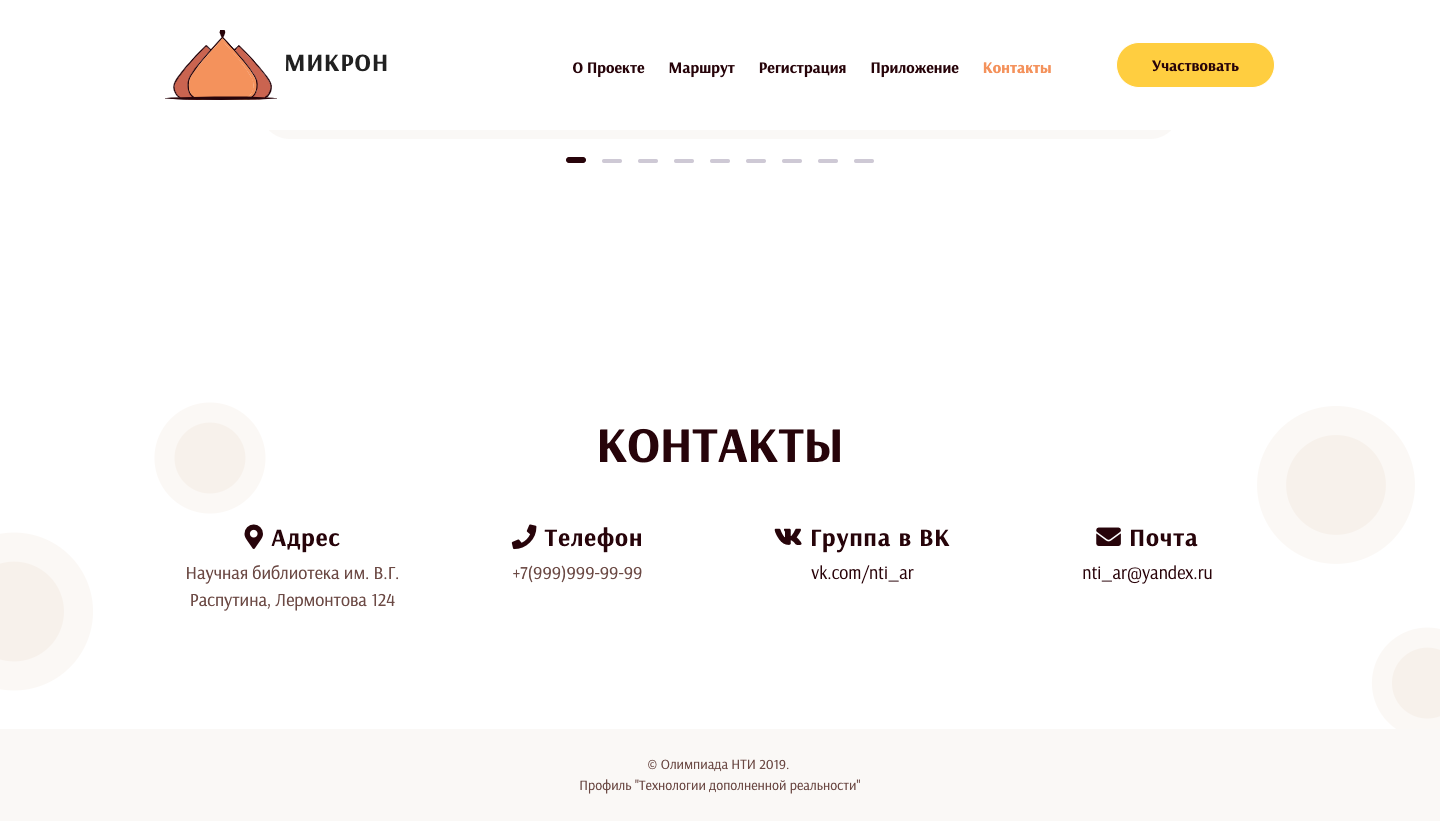 МИКРОН
О Проекте Маршрут Регистрация Приложение Контакты Участвовать
КОНТАКТЫ
Адрес
Научная библиотека им. В.Г.
Распутина, Лермонтова 124
Телефон
+7(999)999-99-99
Группа в ВК
vk.com/nti_ar
Почта
nti_ar@yandex.ru
© Олимпиада НТИ 2019.
Профиль "Технологии дополненной реальности"